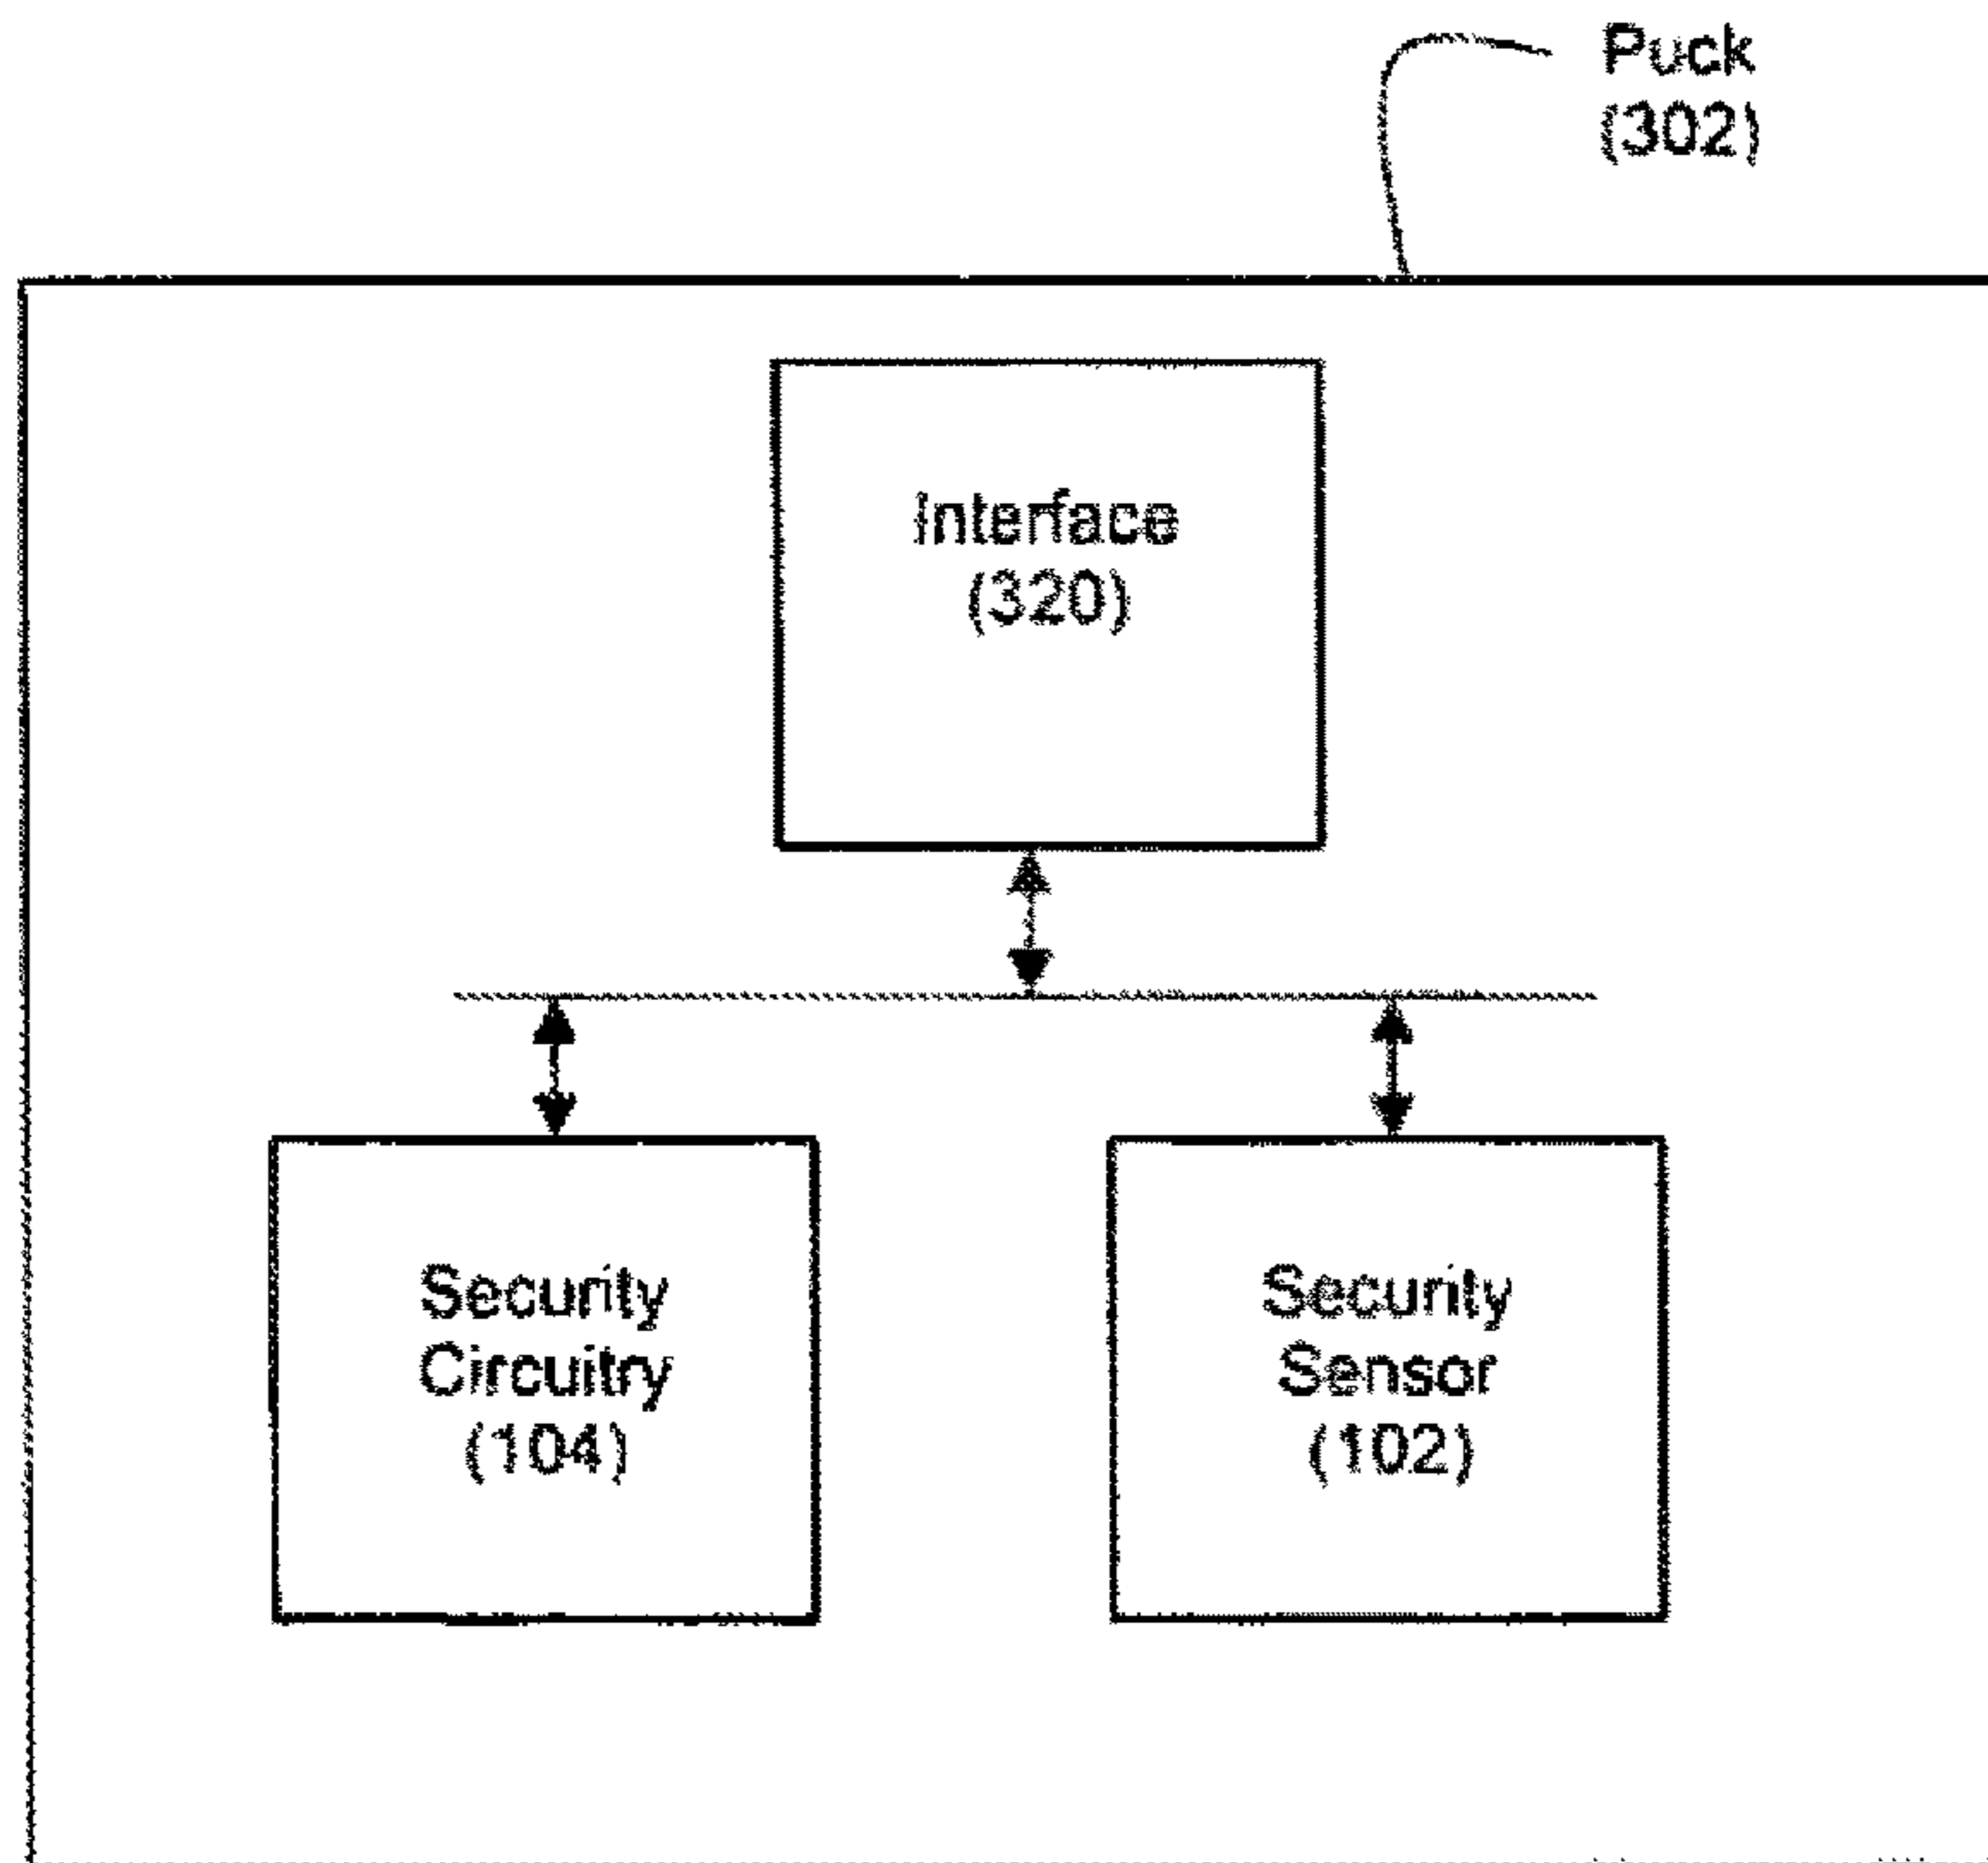 Puck
(302)
Interface
(320)
Security
Circuitry
(104)
Security
Sensor
(102)